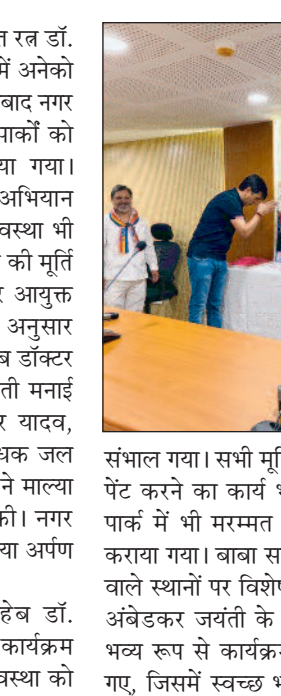 त रत्न डॉ.
में अनेको
बाद नगर
पार्कों को
या गया।
अभियान
वस्था भी
की मूर्ति
र आयुक्त
अनुसार
ब डॉक्टर
ती मनाई
र यादव,
धक जल
ने माल्या
की। नगर
या अर्पण
हेब डॉ.
कार्यक्रम
वस्था को
संभाल गया। सभी मूर्ति
पेंट करने का कार्य भ
पार्क में भी मरम्मत
कराया गया। बाबा सा
वाले स्थानों पर विशेष
अंबेडकर जयंती के
भव्य रूप से कार्यक्रम
गए, जिसमें स्वच्छ भ